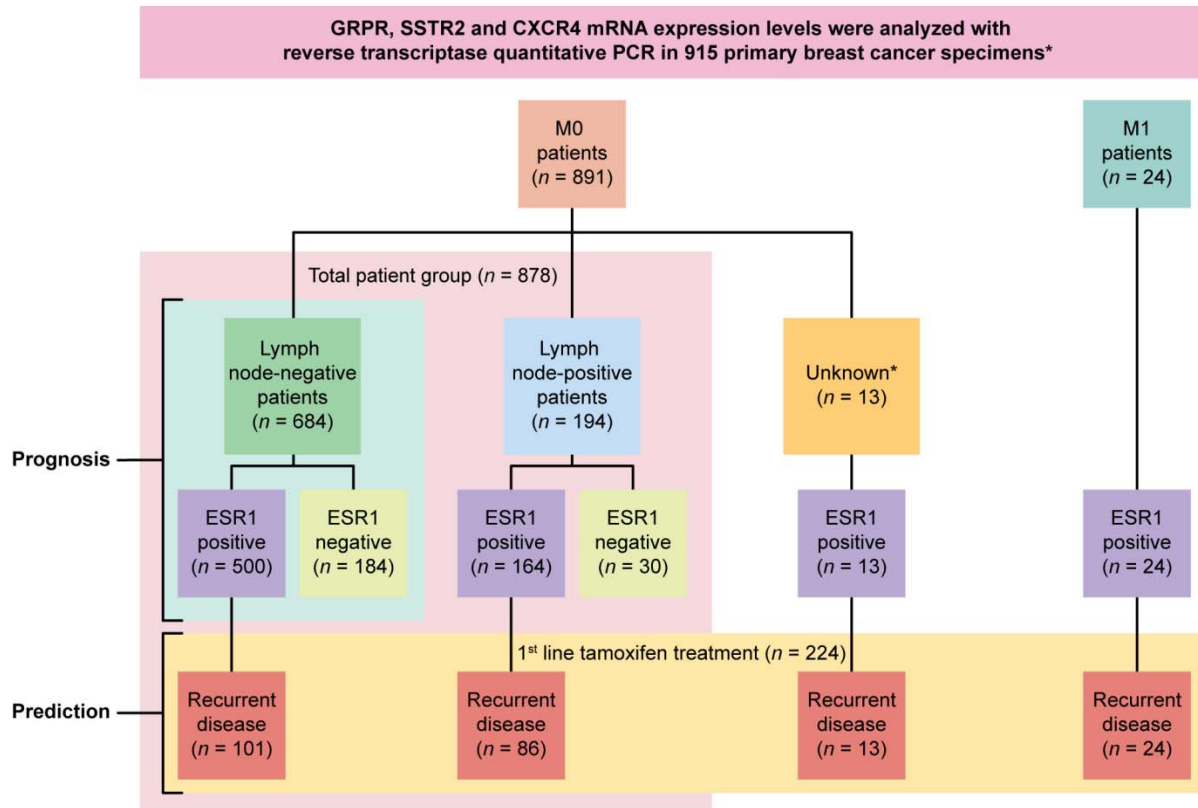 GRPR, SSTR2 and CXCR4 mRNA expression levels were analyzed with
reverse transcriptase quantitative PCR in 915 primary breast cancer specimens*
M0
patients
(n = 891)
M1
patients
(n = 24)
Total patient group (n = 878)
Lymph
node-negative
patients
(n = 684)
Lymph
node-positive
patients
(n = 194)
Unknown*
(n = 13)
Prognosis
ESR1
positive
(n = 500)
ESR1
negative
(n = 184)
ESR1
positive
(n = 164)
ESR1
negative
(n = 30)
ESR1
positive
(n = 13)
ESR1
positive
(n = 24)
1st line tamoxifen treatment (n = 224)
Prediction
Recurrent
disease
(n = 101)
Recurrent
disease
(n = 86)
Recurrent
disease
(n = 13)
Recurrent
disease
(n = 24)